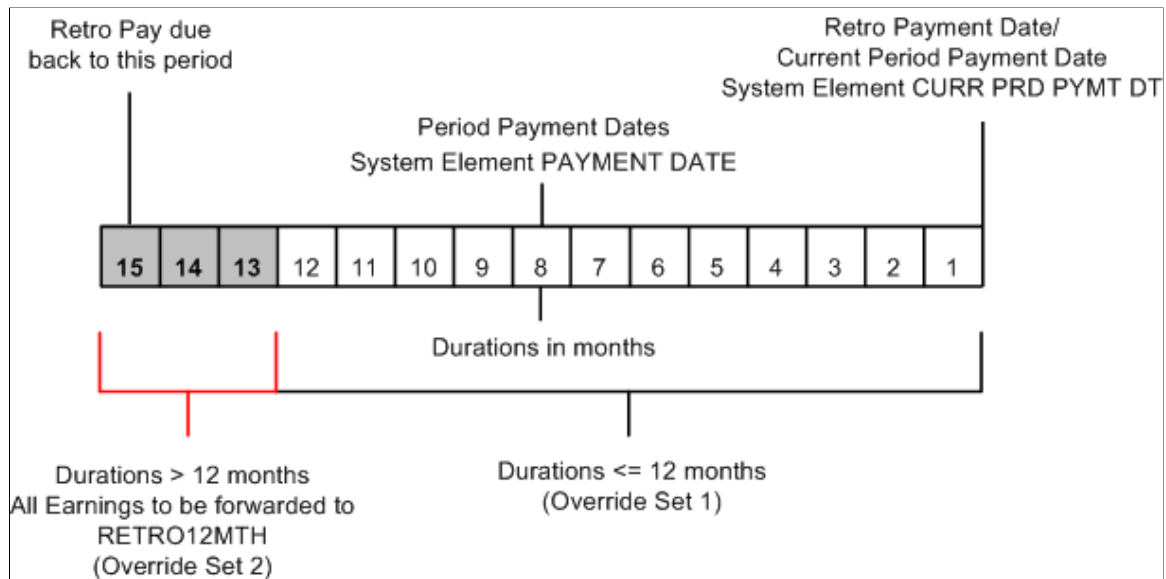 Retro Pay due
back to this period
Retro Payment Date/
Current Period Payment Date
System Element CURR PRD PYMT DT
Period Payment Dates
System Element PAYMENT DATE
15 14 13 12 11 10 9 8 7 6 5 4 3 2 1
Durations in months
Durations > 12 months
All Earnings to be forwarded to
RETRO12MTH
(Override Set 2)
Durations <= 12 months
(Override Set 1)